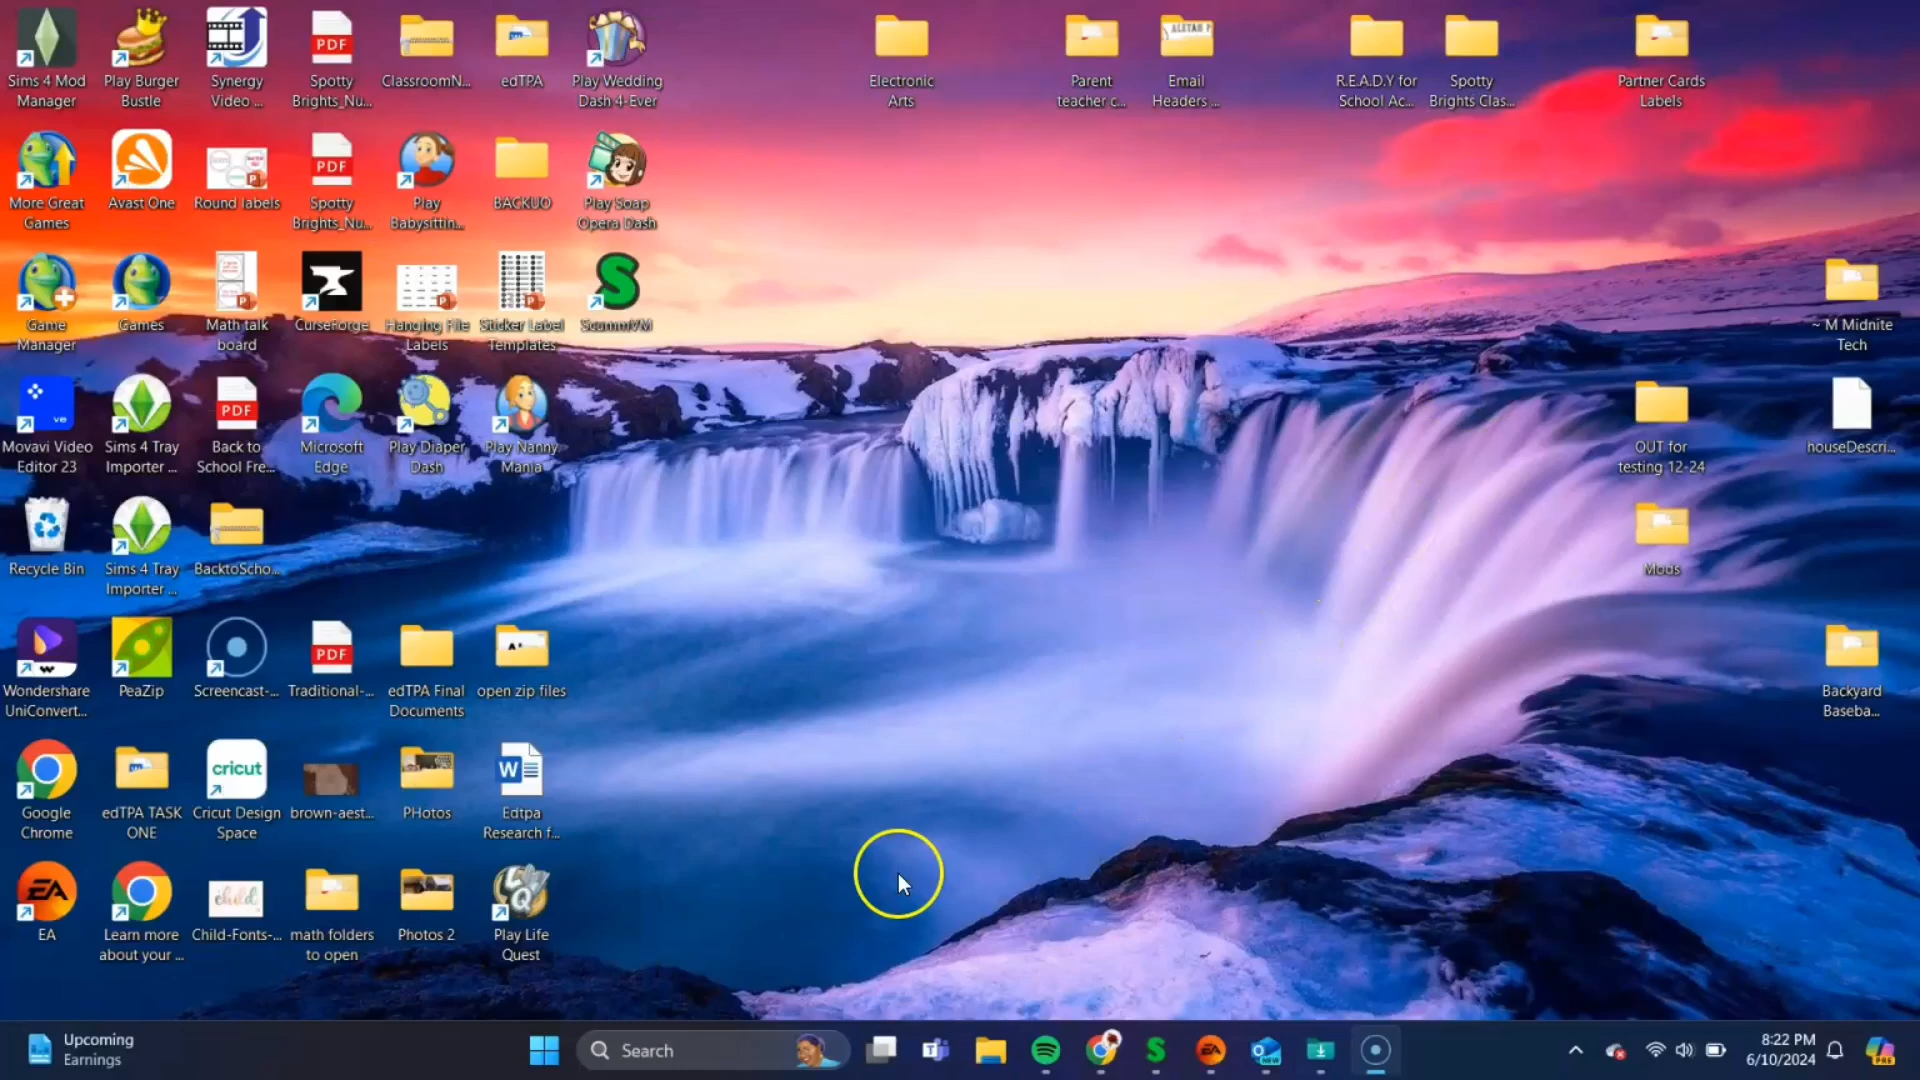 Sims 4 Mod
Manager
Play Burger
Bustle
Synergy
Video ...
PDF
Spotty
Brights_Nu...
ClassroomN...
edTPA
Play Wedding
Dash 4-Ever
Electronic
Arts
Parent
teacher c...
Email
Headers ...
R.E.A.D.Y for
School Ac...
Spotty
Brights Clas...
Partner Cards
Labels
More Great
Games
Avast One
Round labels
PDF
Spotty
Brights_Nu...
Play
Babysittin...
BACKUO
Play Soap
Opera Dash
Game
Manager
Games
Math talk
board
CurseForge
Hanging File
Labels
Sticker Label
Templates
S
ScummVM
~ M Midnite
Tech
ve
Movavi Video
Editor 23
Sims 4 Tray
Importer ...
PDF
Back to
School Fre...
Microsoft
Edge
Play Diaper
Dash
Play Nanny
Mania
OUT for
testing 12-24
houseDescri...
Recycle Bin
Sims 4 Tray
Importer ...
BacktoScho...
Mods
w
Wondershare
UniConvert...
PeaZip
Screencast-...
PDF
Traditional-...
edTPA Final
Documents
open zip files
Backyard
Baseba...
Google
Chrome
edTPA TASK
ONE
cricut
Cricut Design
Space
brown-aest...
PHotos
W
Edtpa
Research f...
EA
EA
Learn more
about your ...
child
Child-Fonts-...
math folders
to open
Photos 2
LQ
Play Life
Quest
Upcoming
Earnings
Search
T
S
EA
NEW
8:22 PM
6/10/2024
PRE